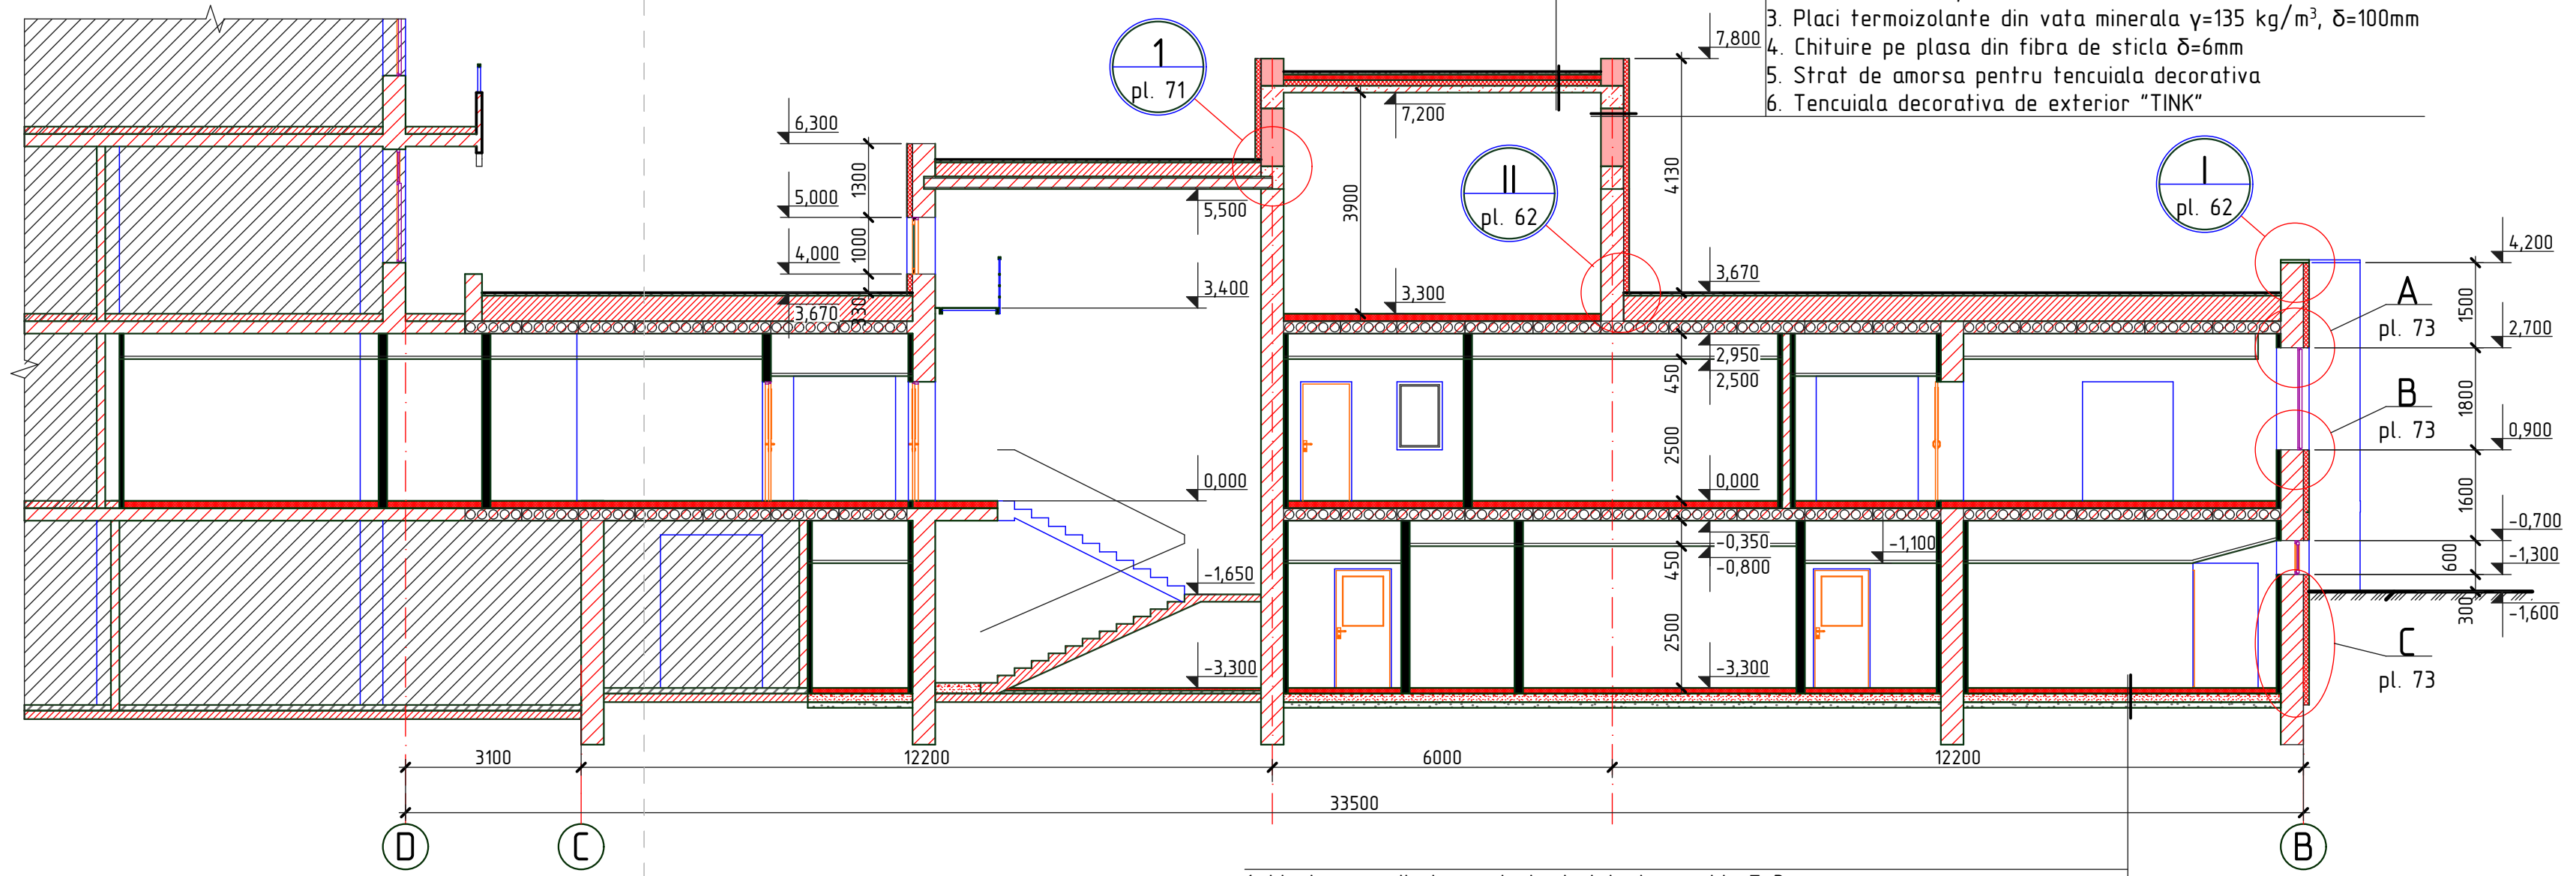 3. Placi termoizolante din vata minerala γ=135 kg/m³, δ=100mm
4. Chituire pe plasa din fibra de sticla δ=6mm
5. Strat de amorsa pentru tencuiala decorativa
6. Tencuiala decorativa de exterior "TINK"
7,800
1
pl. 71
6,300
7,200
1300
5,000
3900
4130
II
pl. 62
I
pl. 62
5,500
4,000
1000
4,200
3,400
3,300
3,670
3,670
330
A
pl. 73
1500
2,700
2,950
2,500
450
B
pl. 73
1800
0,900
2500
0,000
0,000
1600
-0,700
-0,350
-0,800
-1,100
450
-1,300
600
-1,650
300
-1,600
2500
C
pl. 73
-3,300
-3,300
3100
12200
6000
12200
33500
D
C
B